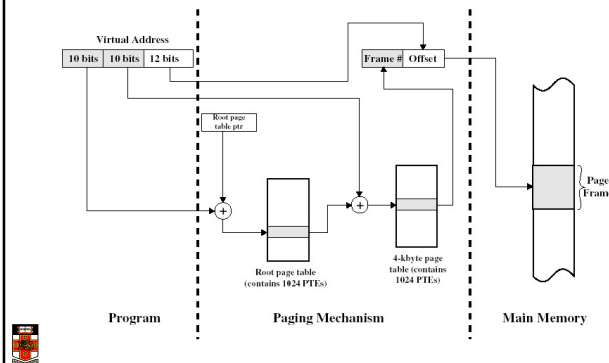 Virtual Address
10 bits
10 bits
12 bits
Frame #
Offset
Root page
table ptr
+
+
Page
Fram
Root page table
(contains 1024 PTEs)
4-kbyte page
table (contains
1024 PTEs)
Program
Paging Mechanism
Main Memory